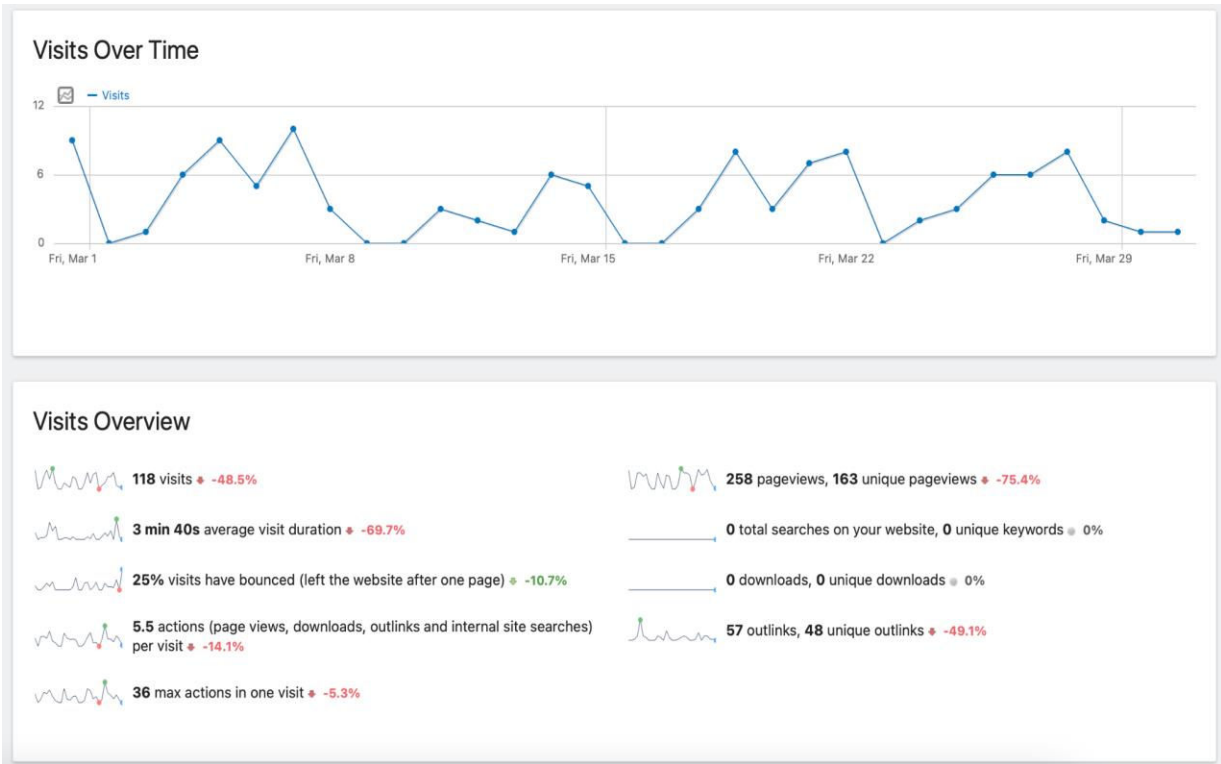 Visits Over Time
Visits
12
6
0
Fri, Mar 1
Fri, Mar 8
Fri, Mar 15
Fri, Mar 22
Fri, Mar 29
Visits Overview
118 visits -48.5%
3 min 40s average visit duration -69.7%
25% visits have bounced (left the website after one page) -10.7%
5.5 actions (page views, downloads, outlinks and internal site searches)
per visit -14.1%
36 max actions in one visit -5.3%
258 pageviews, 163 unique pageviews -75.4%
0 total searches on your website, 0 unique keywords 0%
0 downloads, 0 unique downloads 0%
57 outlinks, 48 unique outlinks -49.1%